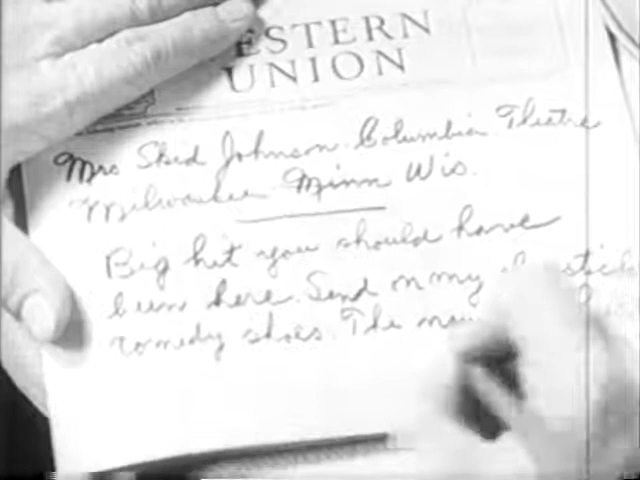 ESTERN
UNION
Mrs Skid Johnson. Columbia Theatre
Milwaukee Minn Wis.
Big hit you should have
been here. Send on my
comedy shoes. The